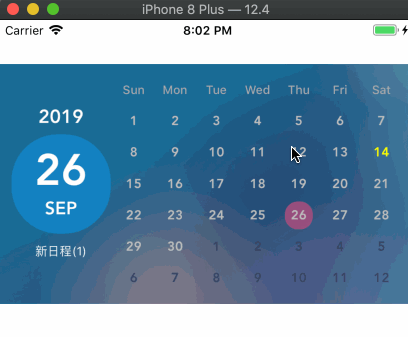 iPhone 8 Plus — 12.4
Carrier 8:02 PM
2019
26
SEP
新日程(1)
Sun Mon Tue Wed Thu Fri Sat
1 2 3 4 5 6 7
8 9 10 11 12 13 14
15 16 17 18 19 20 21
22 23 24 25 26 27 28
29 30 1 2 3 4 5
6 7 8 9 10 11 12